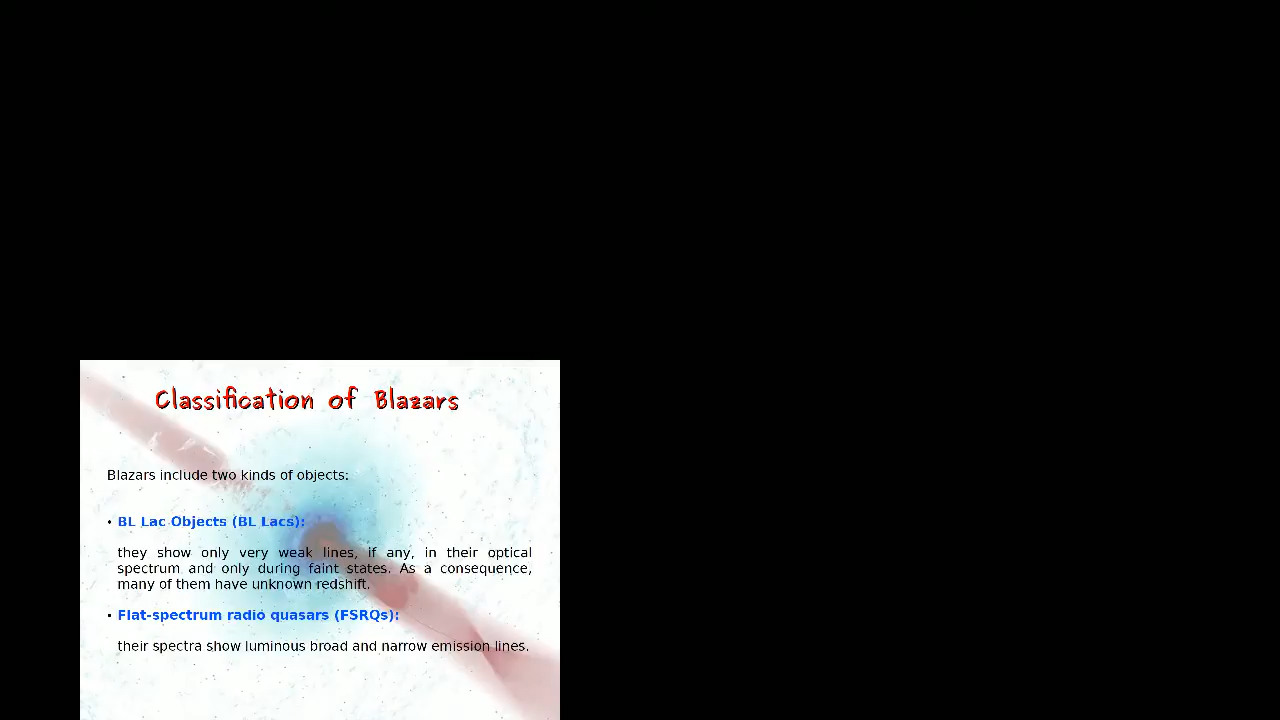 Classification of Blazars
Blazars include two kinds of objects:
• BL Lac Objects (BL Lacs):
they show only very weak lines, if any, in their optical
spectrum and only during faint states. As a consequence,
many of them have unknown redshift.
• Flat-spectrum radio quasars (FSRQs):
their spectra show luminous broad and narrow emission lines.